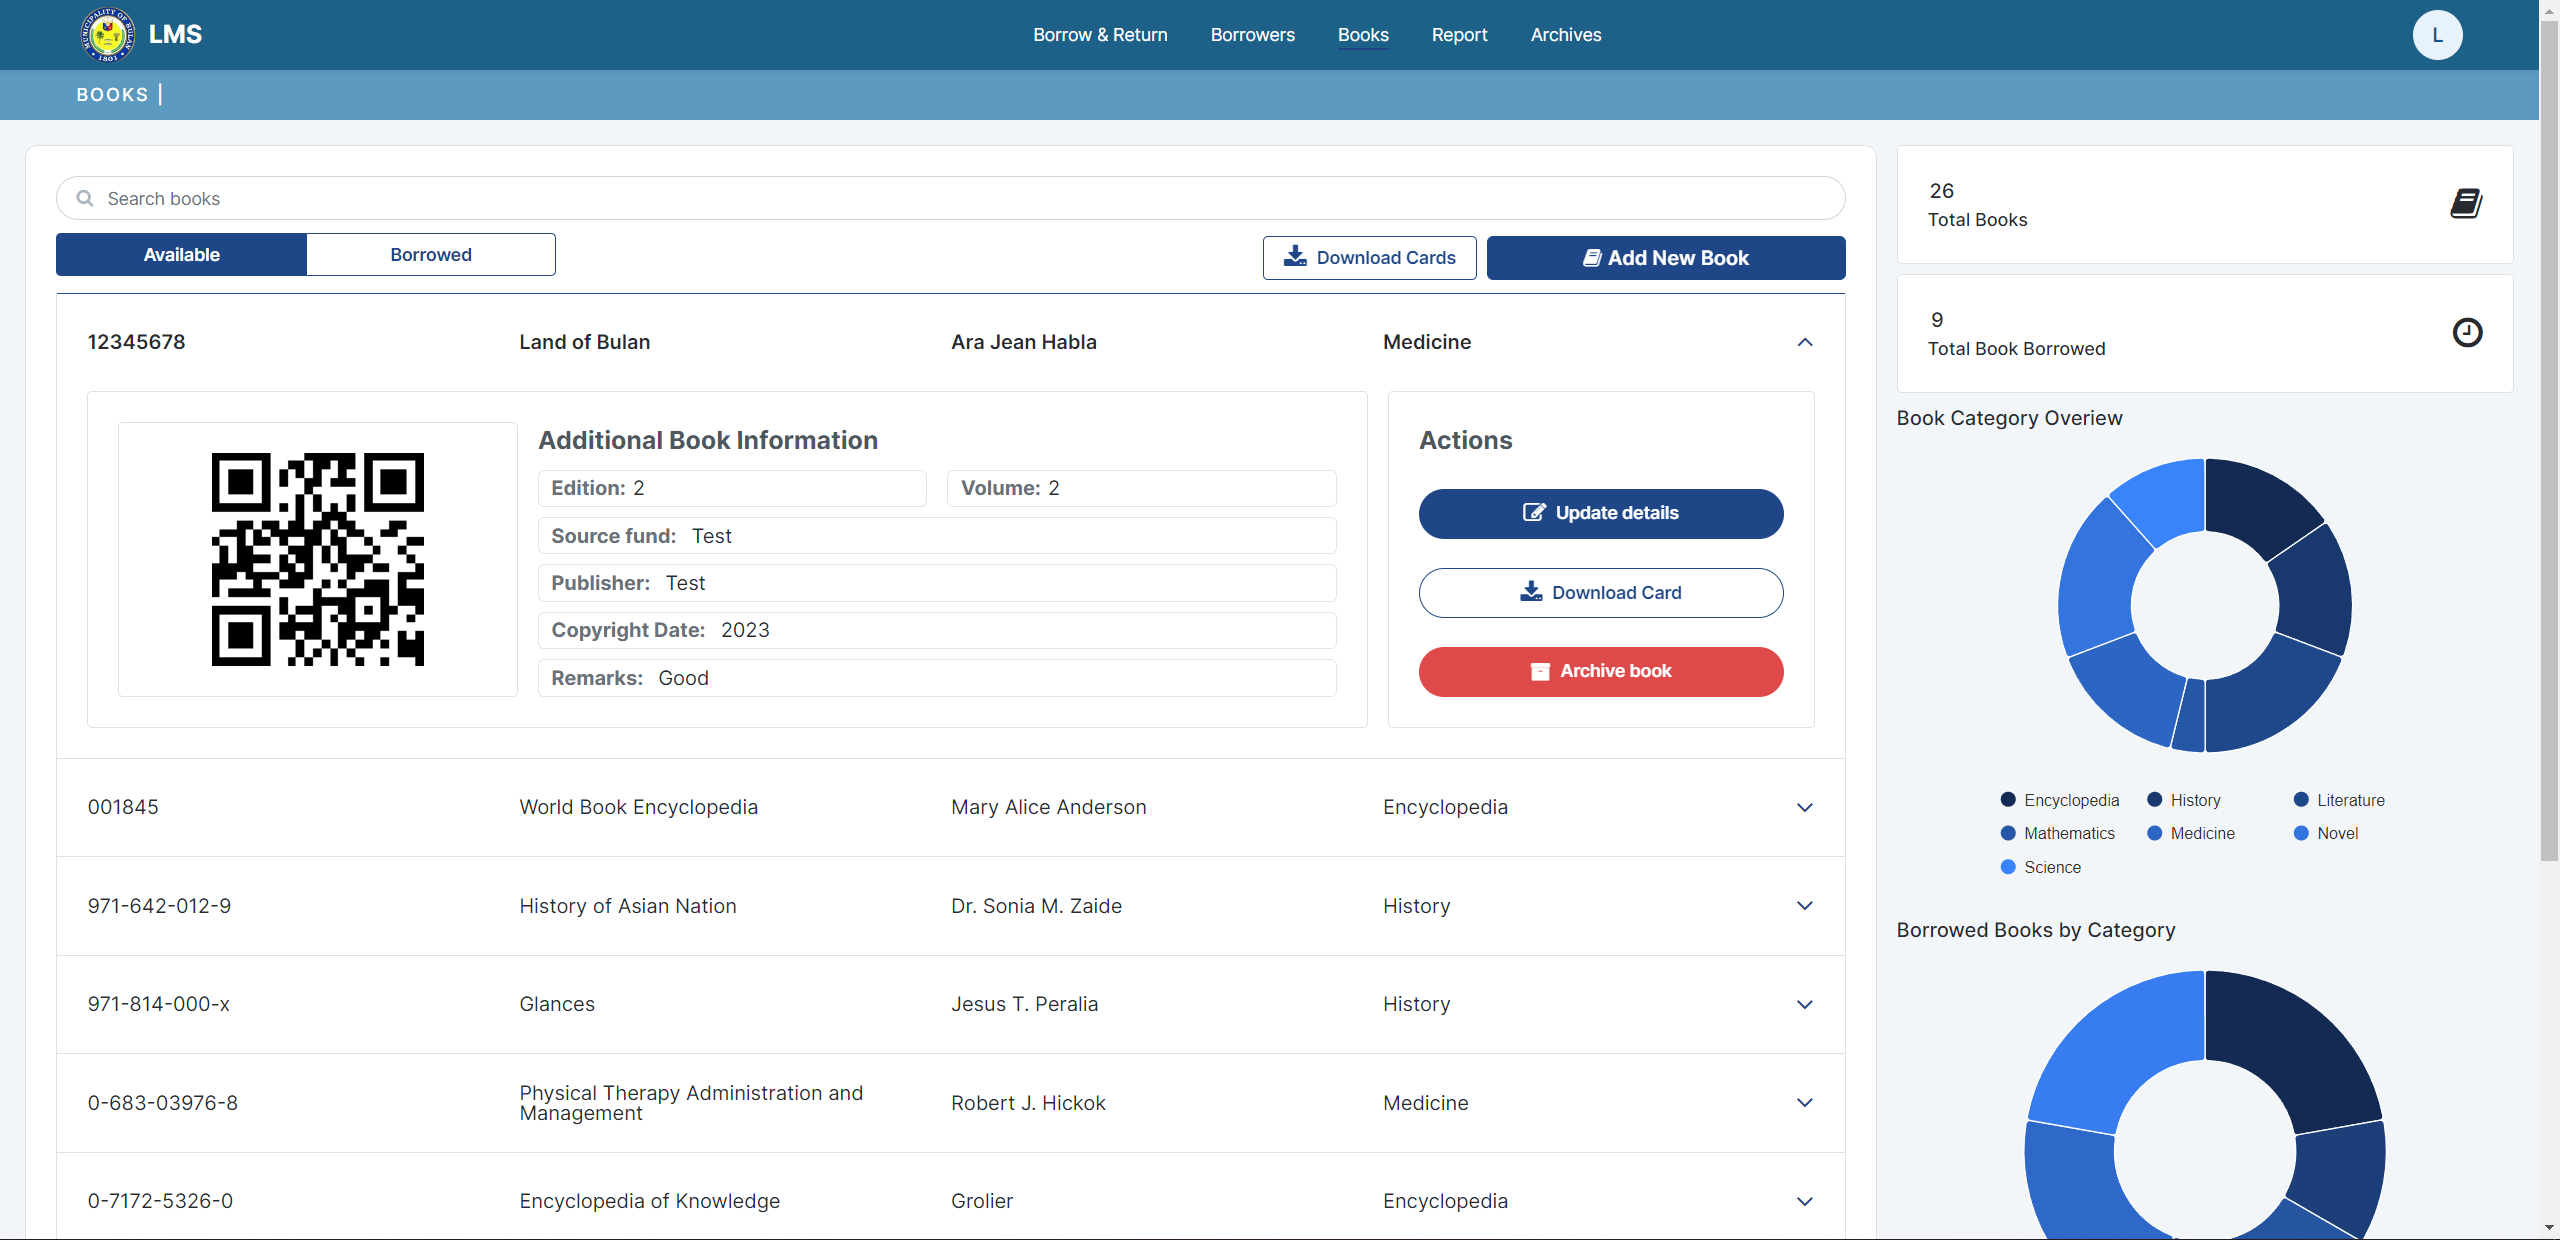 MUNICIPALITY OF BULAN
1801
LMS
Borrow & Return
Borrowers
Books
Report
Archives
L
BOOKS |
Search books
Available
Borrowed
Download Cards
Add New Book
12345678
Land of Bulan
Ara Jean Habla
Medicine
Additional Book Information
Edition: 2
Volume: 2
Source fund: Test
Publisher: Test
Copyright Date: 2023
Remarks: Good
Actions
Update details
Download Card
Archive book
001845
World Book Encyclopedia
Mary Alice Anderson
Encyclopedia
971-642-012-9
History of Asian Nation
Dr. Sonia M. Zaide
History
971-814-000-x
Glances
Jesus T. Peralia
History
0-683-03976-8
Physical Therapy Administration and
Management
Robert J. Hickok
Medicine
0-7172-5326-0
Encyclopedia of Knowledge
Grolier
Encyclopedia
26
Total Books
9
Total Book Borrowed
Book Category Overiew
Encyclopedia
History
Literature
Mathematics
Medicine
Novel
Science
Borrowed Books by Category